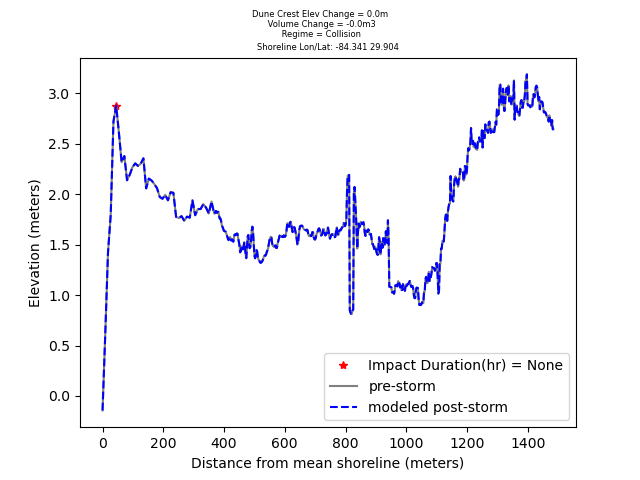 Dune Crest Elev Change = 0.0m
Volume Change = -0.0m3
Regime = Collision
Shoreline Lon/Lat: -84.341 29.904
3.0
2.5
2.0
1.5
1.0
0.5
0.0
Elevation (meters)
Impact Duration(hr) = None
pre-storm
modeled post-storm
0 200 400 600 800 1000 1200 1400
Distance from mean shoreline (meters)